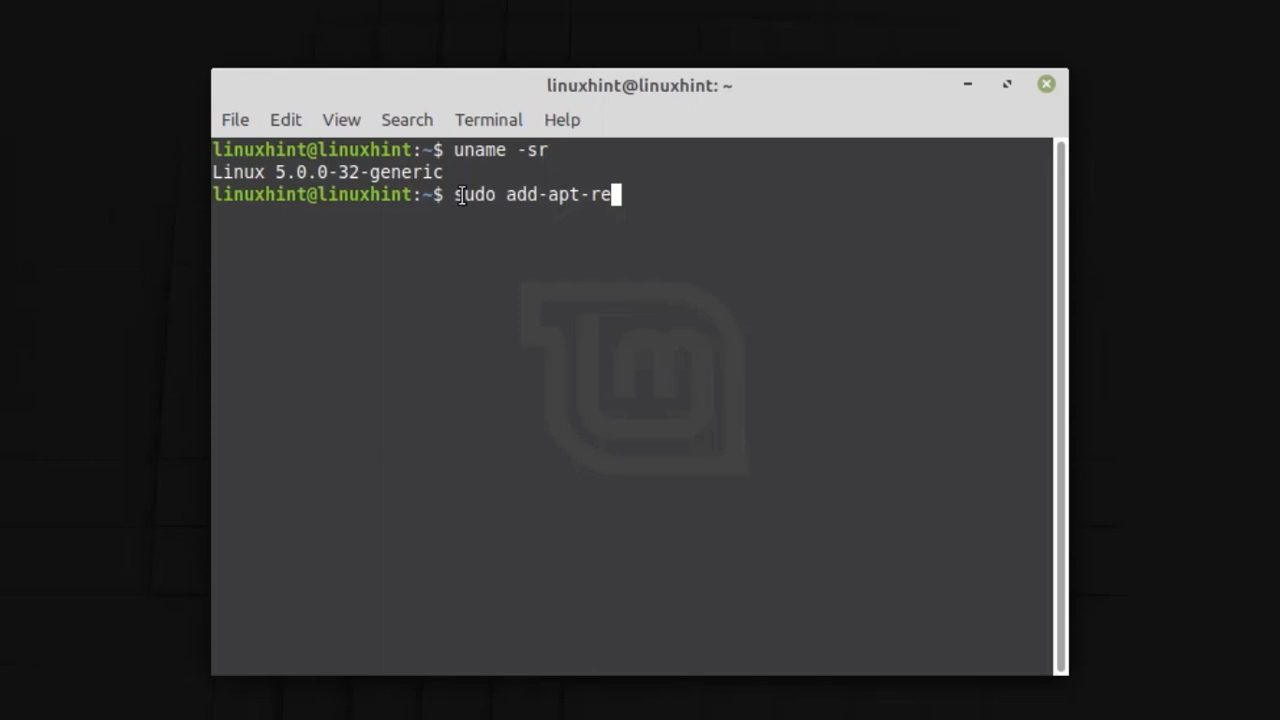 linuxhint@linuxhint: ~
File Edit View Search Terminal Help
linuxhint@linuxhint:~$ uname -sr
Linux 5.0.0-32-generic
linuxhint@linuxhint:~$ sudo add-apt-re
lm